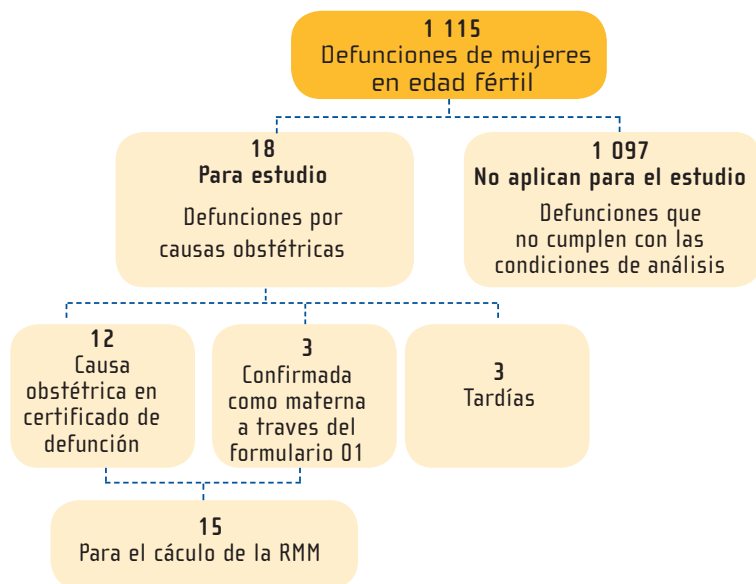 1 115
Defunciones de mujeres
en edad fértil
18
Para estudio
Defunciones por
causas obstétricas
1 097
No aplican para el estudio
Defunciones que
no cumplen con las
condiciones de análisis
12
Causa
obstétrica en
certificado de
defunción
3
Confirmada
como materna
a traves del
formulario 01
3
Tardías
15
Para el cáculo de la RMM